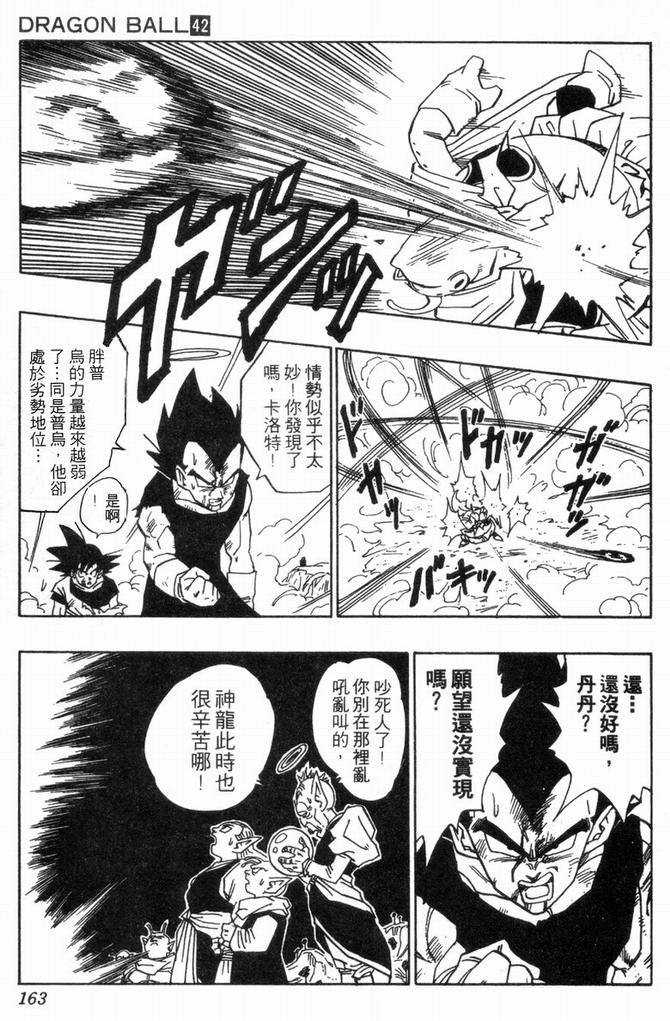 DRAGON BALL 42
ガガッ
ドド
ガッ
ガッ
ドドッ
バキッ
情勢似乎不太
妙！你發現了
嗎，卡洛特！
胖普
烏的力量越來越弱
了…同是普烏，他卻
處於劣勢地位…
是啊
！
還…
還沒好嗎，
丹丹？
願望還沒實現
嗎？
吵死人了！
你別在那裡亂
吼亂叫的，
神龍此時也
很辛苦哪！
163